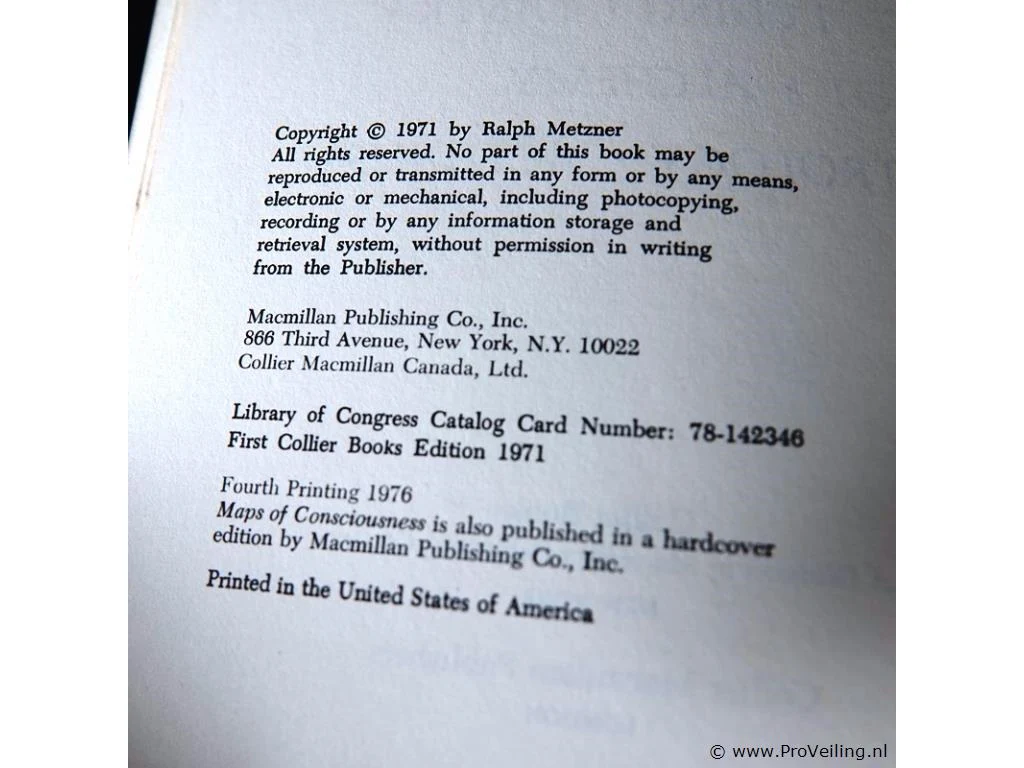 Copyright © 1971 by Ralph Metzner
All rights reserved. No part of this book may be
reproduced or transmitted in any form or by any means,
electronic or mechanical, including photocopying,
recording or by any information storage and
retrieval system, without permission in writing
from the Publisher.
Macmillan Publishing Co., Inc.
866 Third Avenue, New York, N.Y. 10022
Collier Macmillan Canada, Ltd.
Library of Congress Catalog Card Number: 78-142346
First Collier Books Edition 1971
Fourth Printing 1976
Maps of Consciousness is also published in a hardcover
edition by Macmillan Publishing Co., Inc.
Printed in the United States of America
© www.ProVeiling.nl